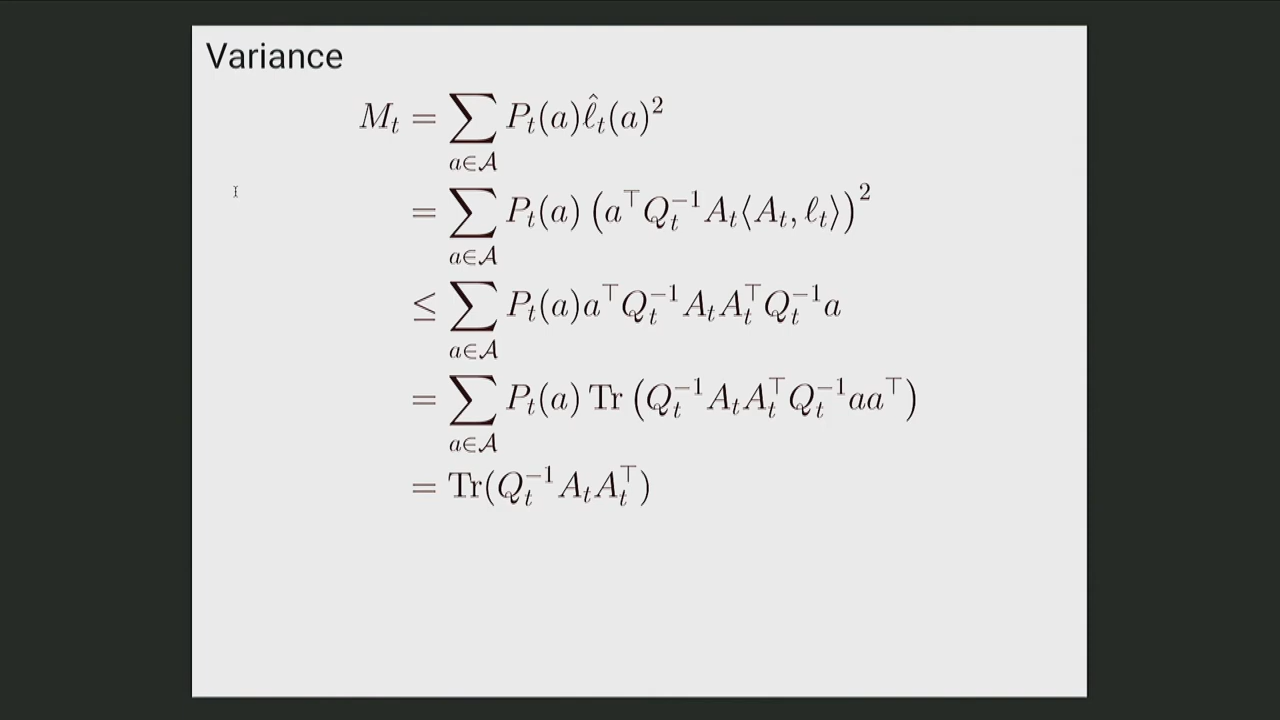 Variance
$M_t = \sum_{a \in \mathcal{A}} P_t(a) \hat{\ell}_t(a)^2$
$= \sum_{a \in \mathcal{A}} P_t(a) \left( a^\top Q_t^{-1} A_t \langle A_t, \ell_t \rangle \right)^2$
$\leq \sum_{a \in \mathcal{A}} P_t(a) a^\top Q_t^{-1} A_t A_t^\top Q_t^{-1} a$
$= \sum_{a \in \mathcal{A}} P_t(a) \operatorname{Tr} \left( Q_t^{-1} A_t A_t^\top Q_t^{-1} a a^\top \right)$
$= \operatorname{Tr}(Q_t^{-1} A_t A_t^\top)$